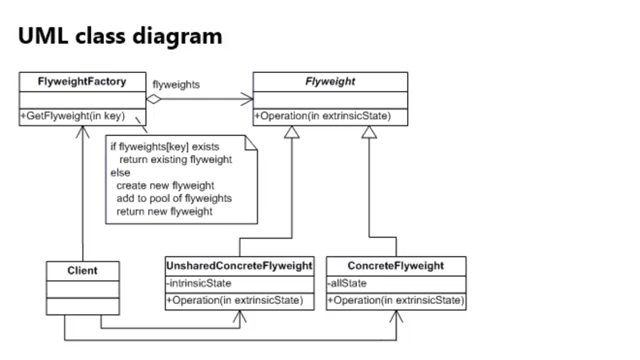 UML class diagram
FlyweightFactory
+GetFlyweight(in key)
flyweights
Flyweight
+Operation(in extrinsicState)
if flyweights[key] exists
return existing flyweight
else
create new flyweight
add to pool of flyweights
return new flyweight
Client
UnsharedConcreteFlyweight
-intrinsicState
+Operation(in extrinsicState)
ConcreteFlyweight
-allState
+Operation(in extrinsicState)